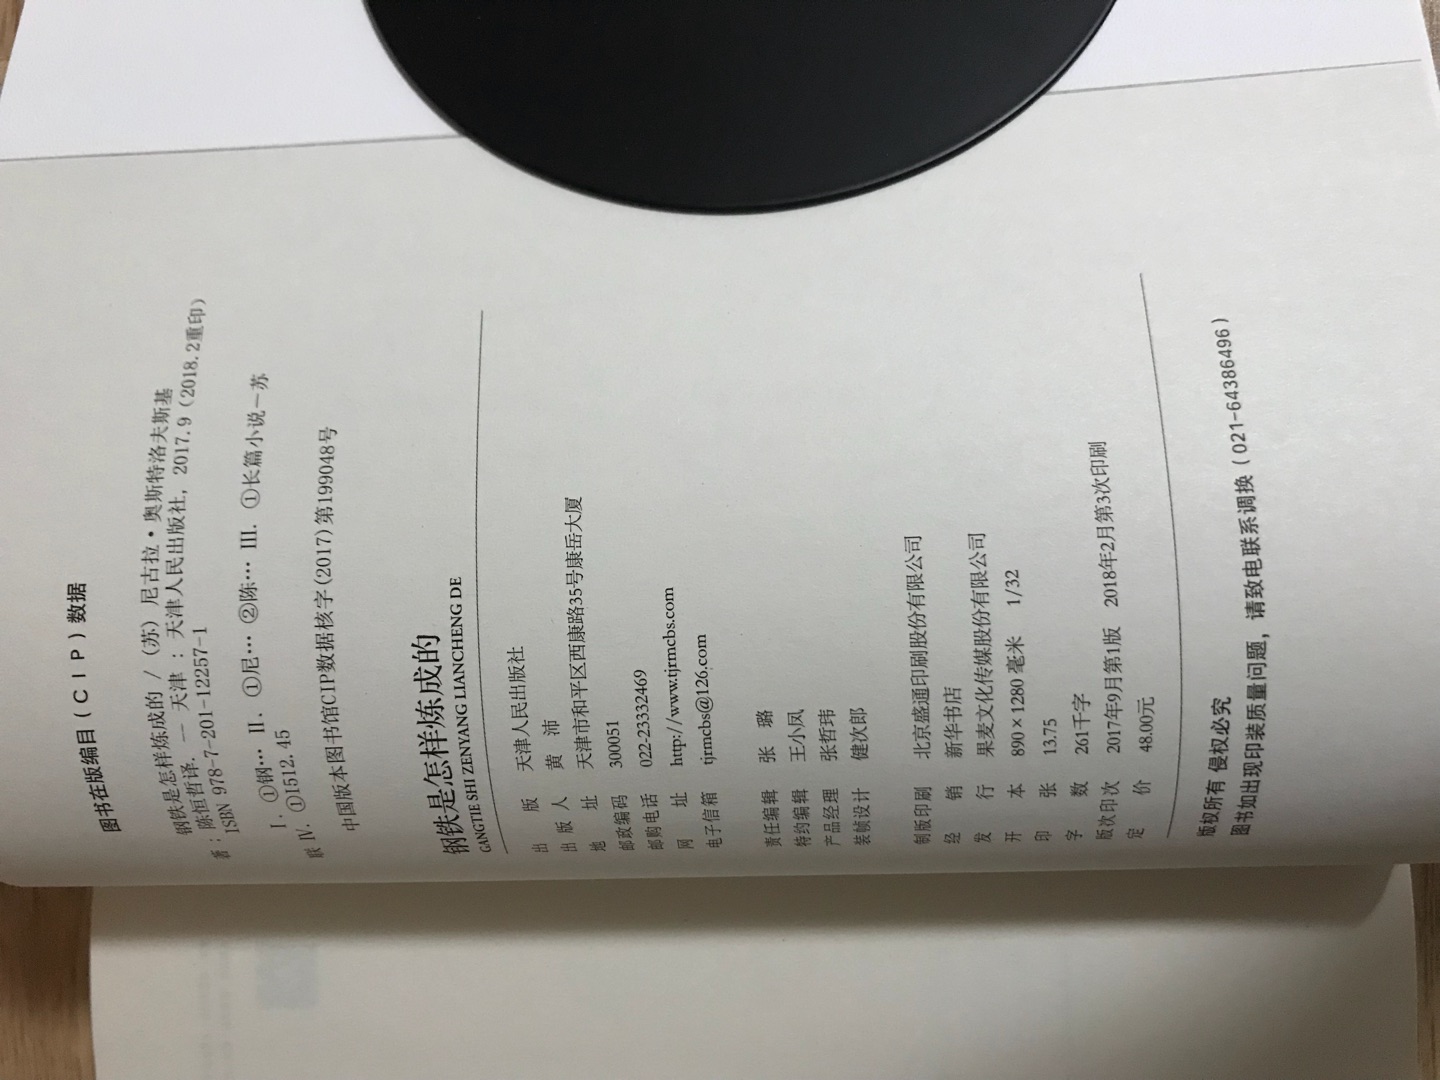 图书在版编目(CIP)数据
钢铁是怎样炼成的 / (苏) 尼古拉·奥斯特洛夫斯基
著 ; 陈恒哲译. — 天津 : 天津人民出版社, 2017.9 (2018.2重印)
ISBN 978-7-201-12257-1
Ⅰ. ①钢… Ⅱ. ①尼… ②陈… Ⅲ. ①长篇小说－苏
联 Ⅳ. ①I512.45
中国版本图书馆CIP数据核字(2017)第199048号
钢铁是怎样炼成的
GANGTIE SHI ZENYANG LIANCHENG DE
出版 天津人民出版社
出版人 黄沛
地址 天津市和平区西康路35号康岳大厦
邮政编码 300051
邮购电话 022-23332469
网址 http://www.tjrmcbs.com
电子信箱 tjrmcbs@126.com
责任编辑 张璐
特约编辑 王小凤
产品经理 张哲玮
装帧设计 健次郎
制版印刷 北京盛通印刷股份有限公司
经销 新华书店
发行 果麦文化传媒股份有限公司
开本 890×1280 毫米 1/32
印张 13.75
字数 261千字
版次印次 2017年9月第1版 2018年2月第3次印刷
定价 48.00元
版权所有 侵权必究
图书如出现印装质量问题, 请致电联系调换(021-64386496)